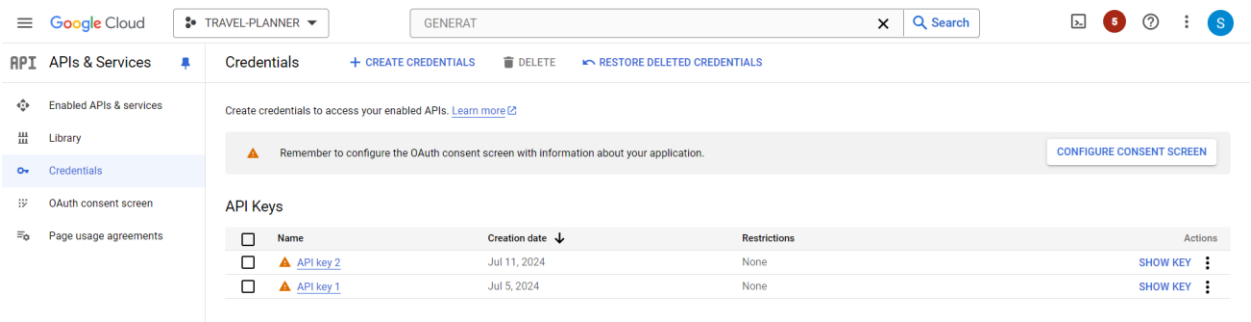 Google Cloud TRAVEL-PLANNER GENERAT Search 5 S
API APIs & Services Credentials CREATE CREDENTIALS DELETE RESTORE DELETED CREDENTIALS
Enabled APIs & services
Library
Credentials
OAuth consent screen
Page usage agreements
Create credentials to access your enabled APIs. Learn more
Remember to configure the OAuth consent screen with information about your application. CONFIGURE CONSENT SCREEN
API Keys
Name Creation date Restrictions Actions
API key 2 Jul 11, 2024 None SHOW KEY
API key 1 Jul 5, 2024 None SHOW KEY